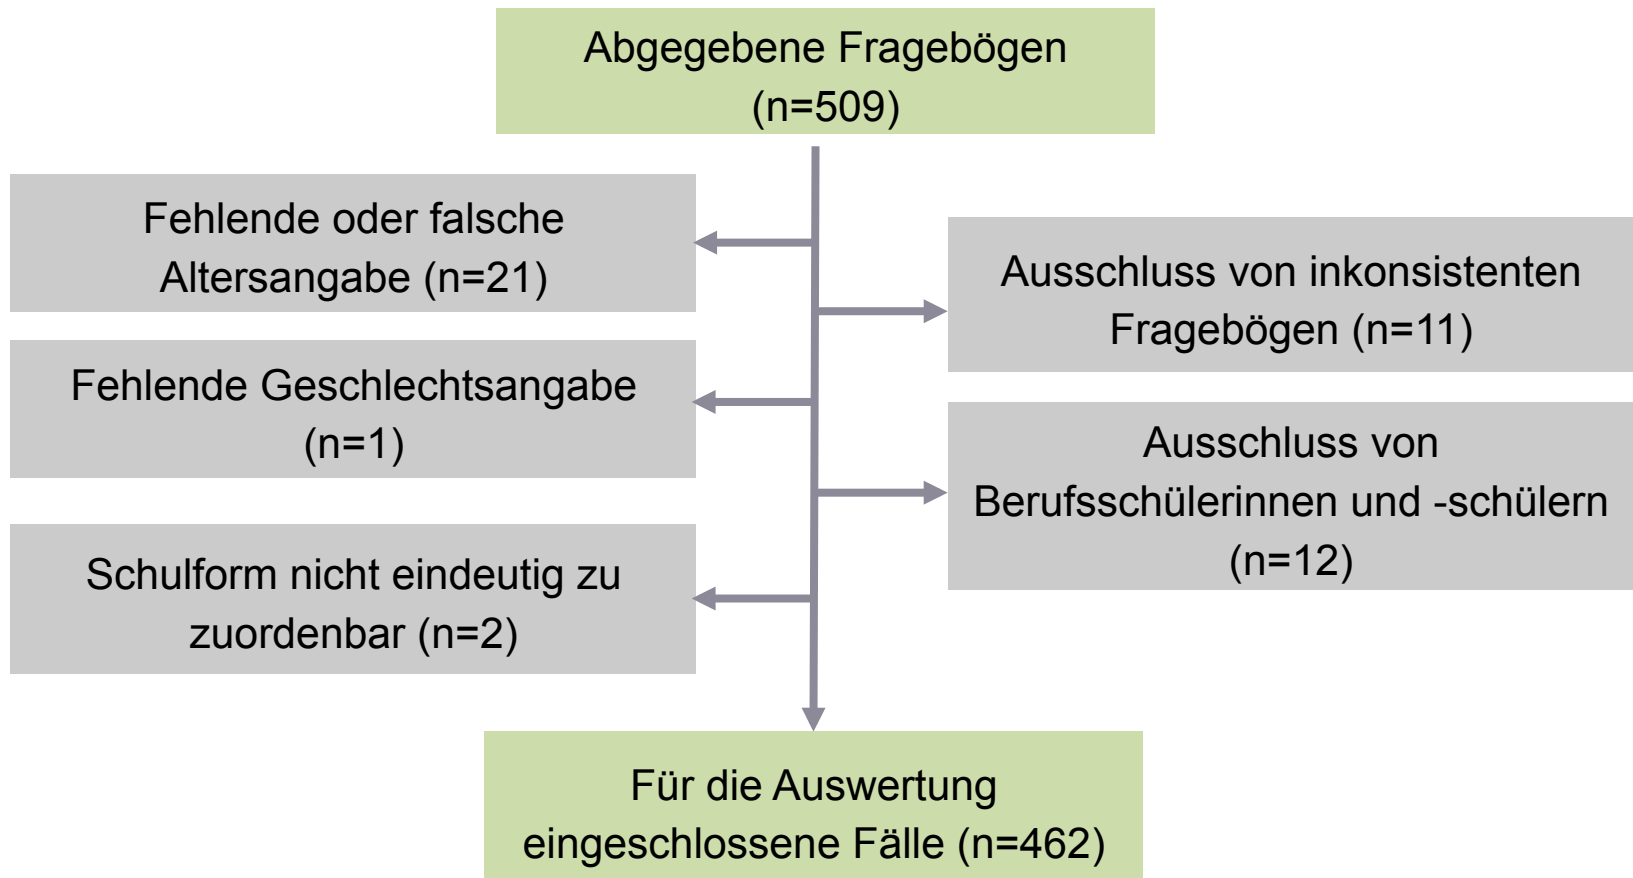 Abgegebene Fragebögen
(n=509)
Fehlende oder falsche
Altersangabe (n=21)
Ausschluss von inkonsistenten
Fragebögen (n=11)
Fehlende Geschlechtsangabe
(n=1)
Ausschluss von
Berufsschülerinnen und -schülern
(n=12)
Schulform nicht eindeutig zu
zuordenbar (n=2)
Für die Auswertung
eingeschlossene Fälle (n=462)